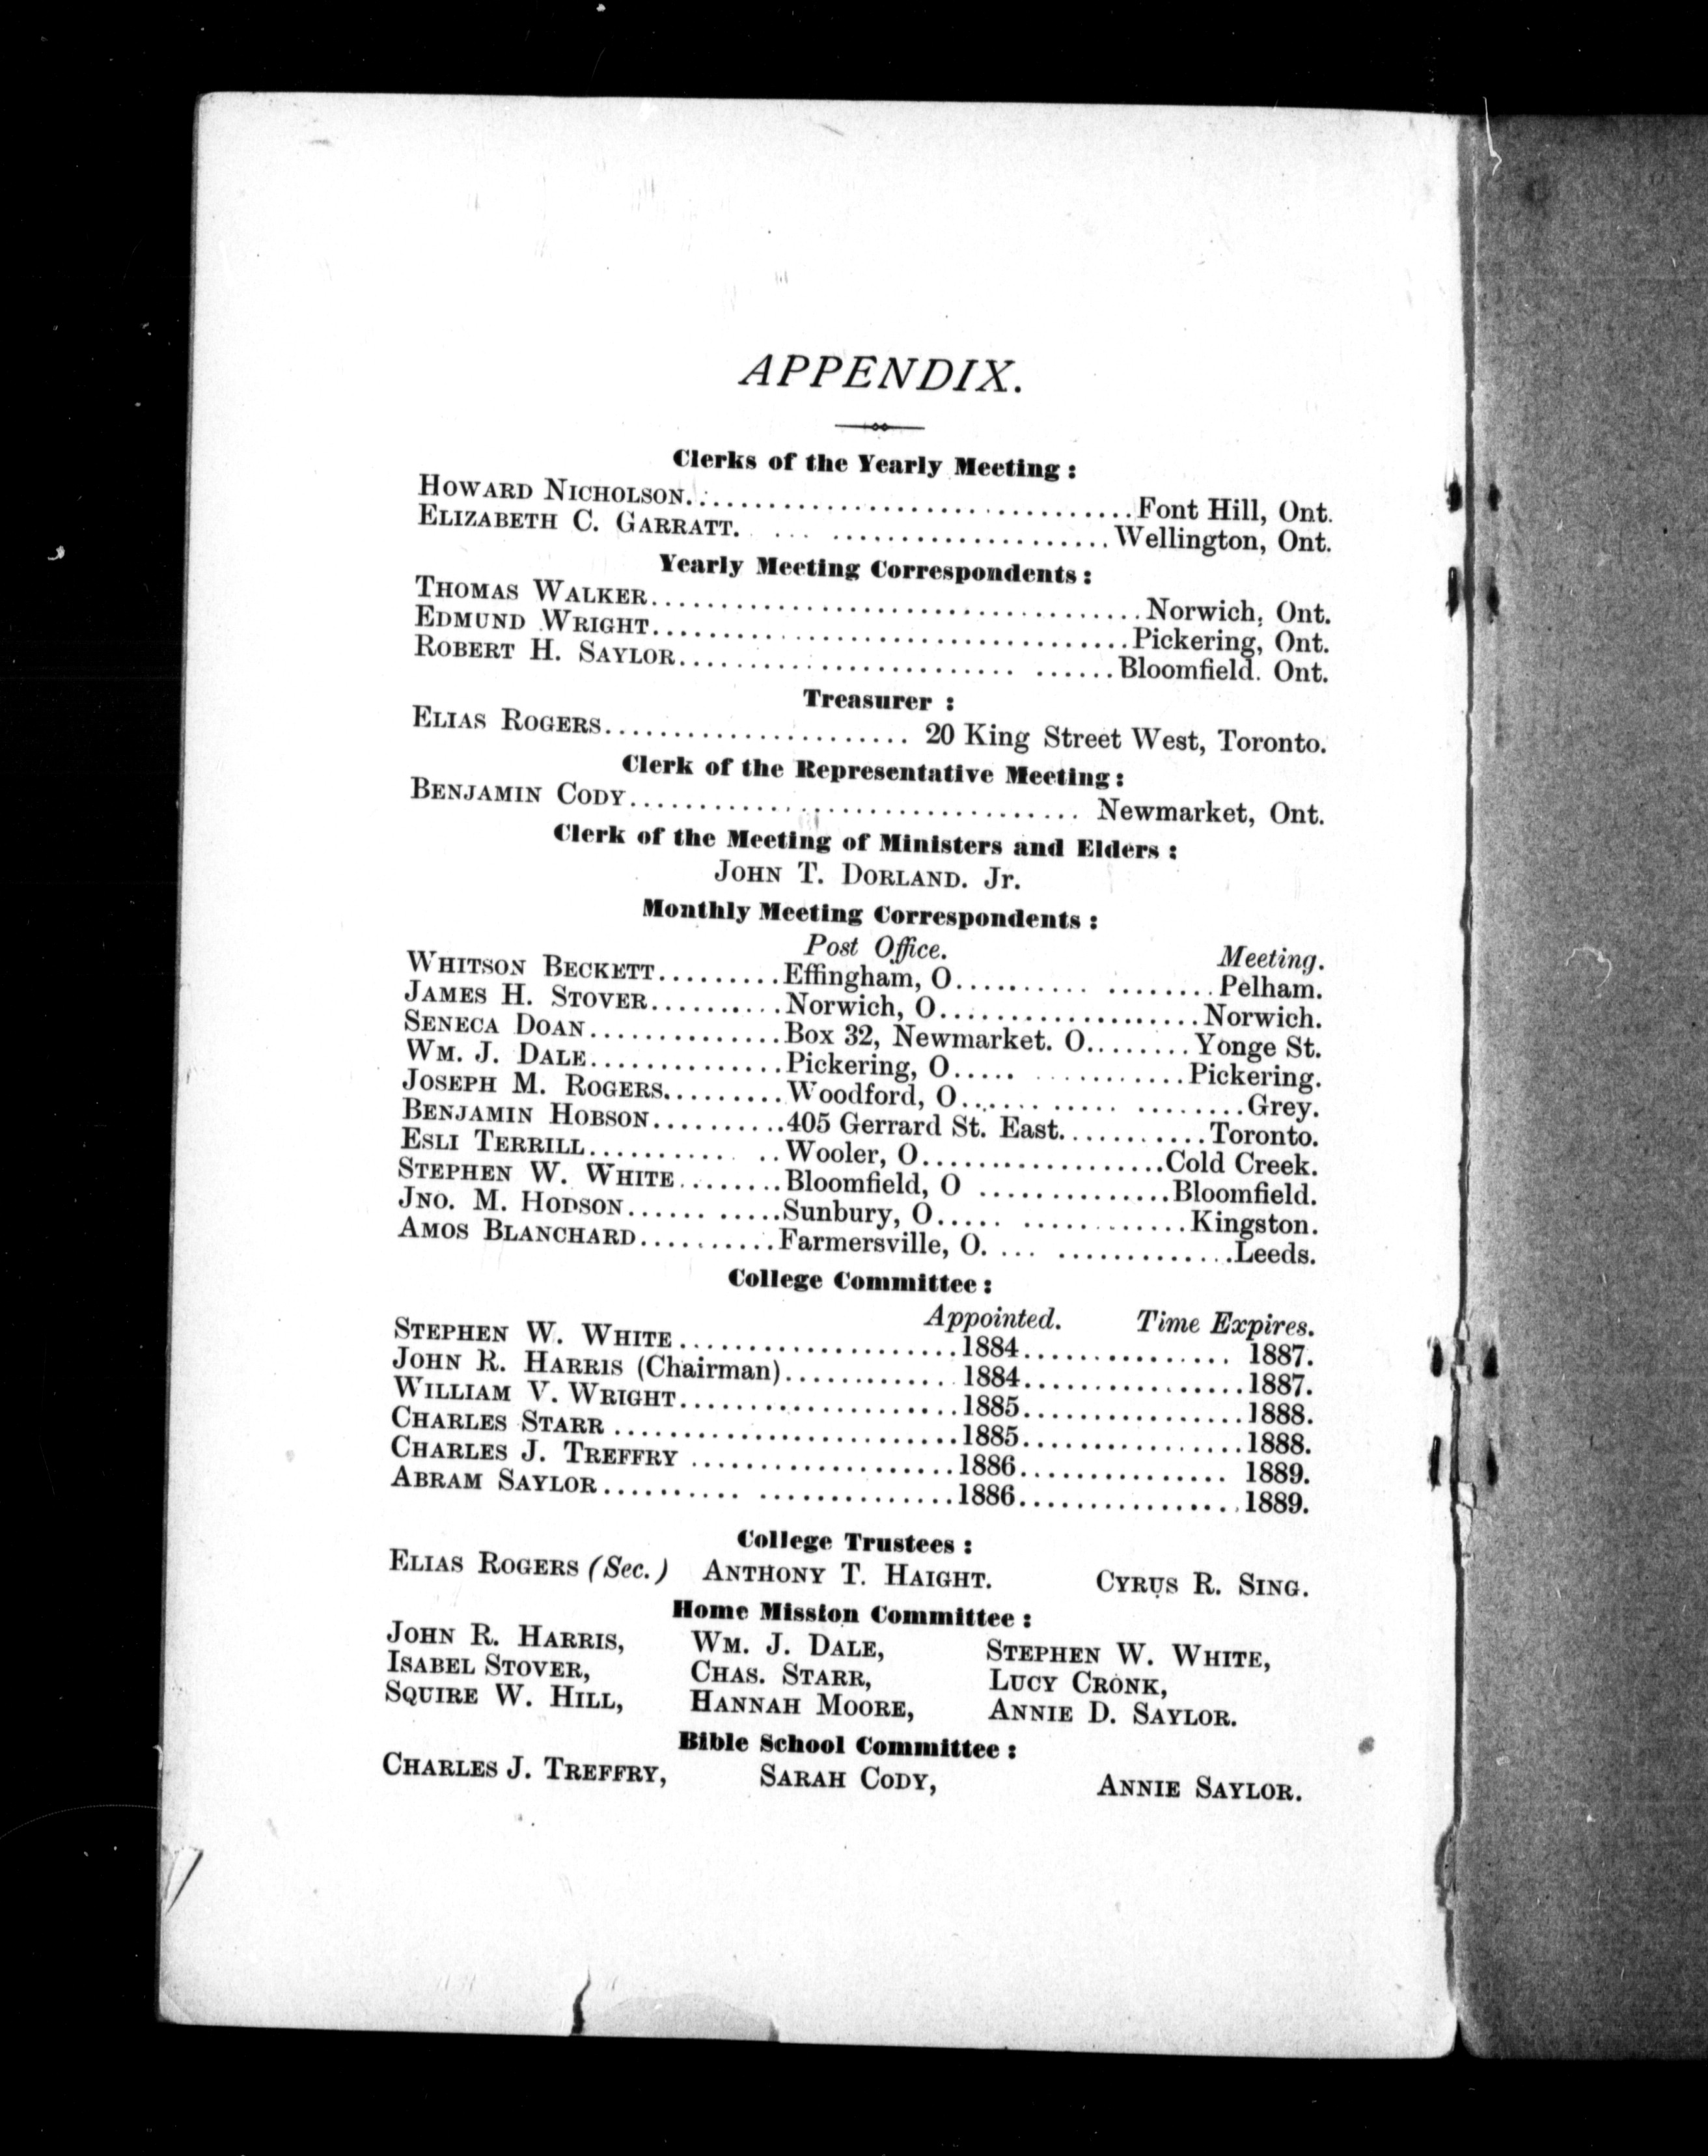 APPENDIX.
Clerks of the Yearly Meeting :
HOWARD NICHOLSON................................Font Hill, Ont.
ELIZABETH C. GARRATT. ... ....................Wellington, Ont.
Yearly Meeting Correspondents :
THOMAS WALKER....................................Norwich, Ont.
EDMUND WRIGHT...................................Pickering, Ont.
ROBERT H. SAYLOR......................... ......Bloomfield. Ont.
Treasurer :
ELIAS ROGERS...................... 20 King Street West, Toronto.
Clerk of the Representative Meeting :
BENJAMIN CODY................................. Newmarket, Ont.
Clerk of the Meeting of Ministers and Elders :
JOHN T. DORLAND. Jr.
Monthly Meeting Correspondents :
Post Office. Meeting.
WHITSON BECKETT.........Effingham, O.......... ........Pelham.
JAMES H. STOVER..........Norwich, O...................Norwich.
SENECA DOAN..............Box 32, Newmarket. O........Yonge St.
WM. J. DALE..............Pickering, O..... ...........Pickering.
JOSEPH M. ROGERS.........Woodford, O...... ..... ........Grey.
BENJAMIN HOBSON..........405 Gerrard St. East...........Toronto.
ESLI TERRILL........... ..Wooler, O..................Cold Creek.
STEPHEN W. WHITE........Bloomfield, O ..............Bloomfield.
JNO. M. HODSON...... .....Sunbury, O..... ............Kingston.
AMOS BLANCHARD..........Farmersville, O. ... .............Leeds.
College Committee :
Appointed. Time Expires.
STEPHEN W. WHITE.....................1884............... 1887.
JOHN R. HARRIS (Chairman).............1884................1887.
WILLIAM V. WRIGHT.....................1885................1888.
CHARLES STARR .........................1885................1888.
CHARLES J. TREFFRY ...................1886............... 1889.
ABRAM SAYLOR.......... ..............1886................1889.
College Trustees :
ELIAS ROGERS (Sec.) ANTHONY T. HAIGHT. CYRUS R. SING.
Home Mission Committee :
JOHN R. HARRIS, WM. J. DALE, STEPHEN W. WHITE,
ISABEL STOVER, CHAS. STARR, LUCY CRONK,
SQUIRE W. HILL, HANNAH MOORE, ANNIE D. SAYLOR.
Bible School Committee :
CHARLES J. TREFFRY, SARAH CODY, ANNIE SAYLOR.